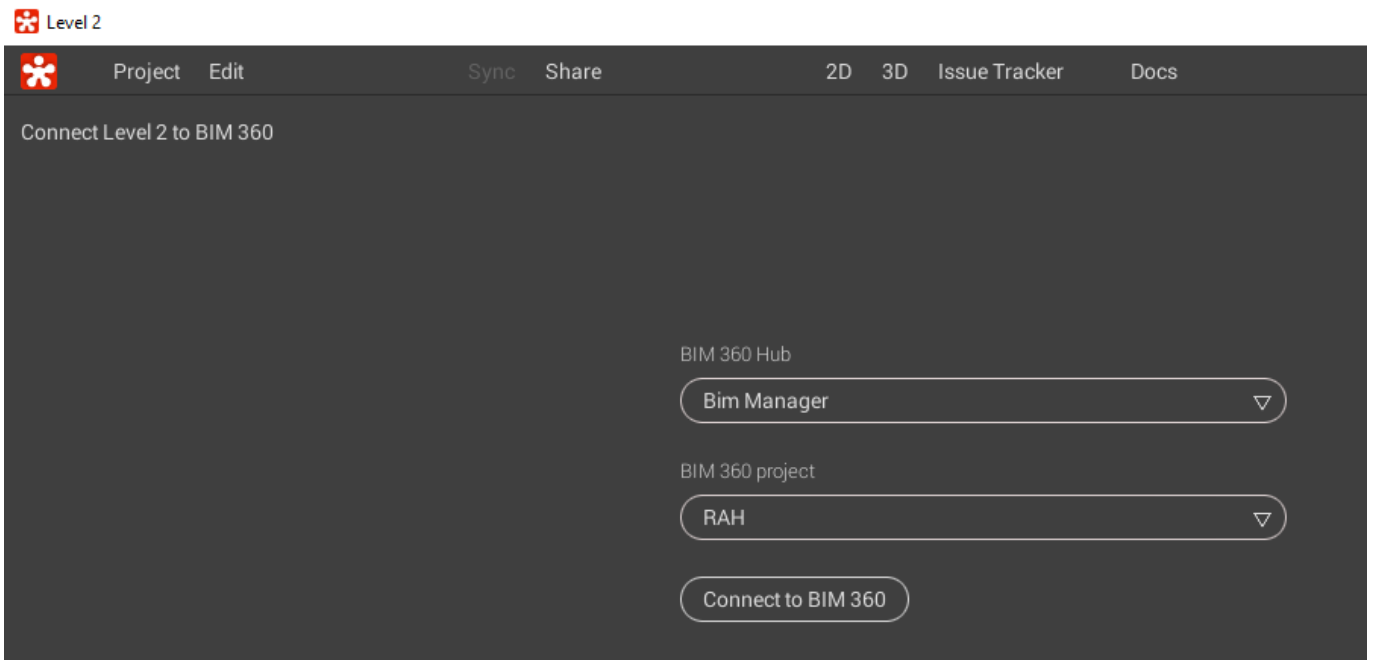 Level 2
Project Edit Sync Share 2D 3D Issue Tracker Docs
Connect Level 2 to BIM 360
BIM 360 Hub
Bim Manager
BIM 360 project
RAH
Connect to BIM 360